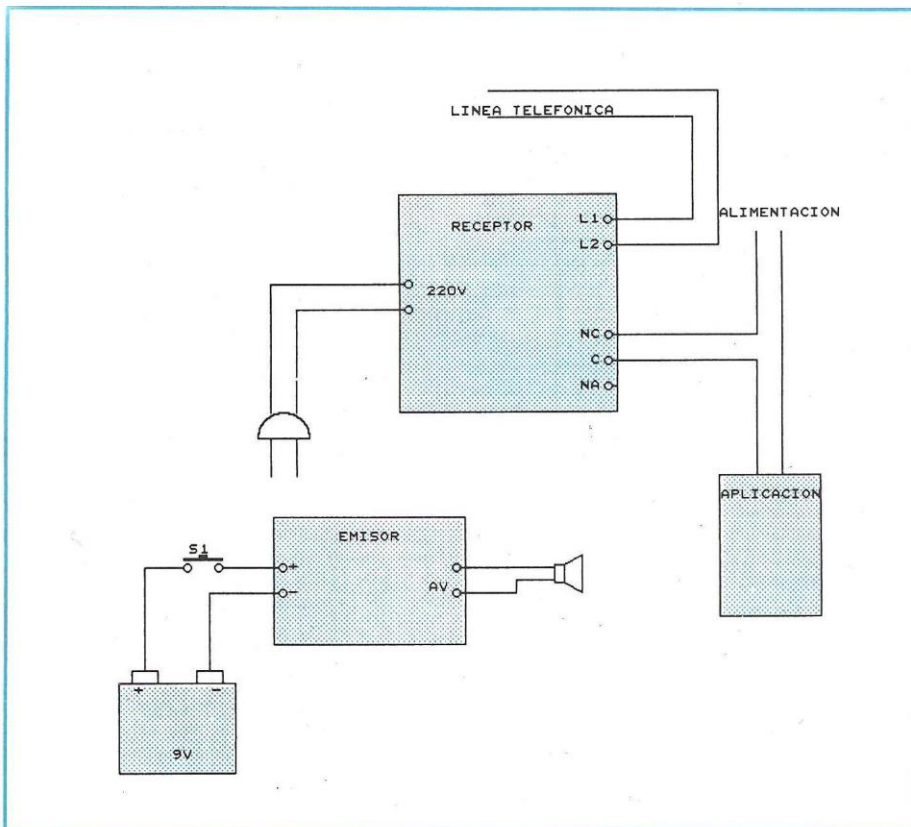 LINEA TELEFONICA
RECEPTOR
L1
ALIMENTACION
L2
220V
NC
C
NA
APLICACION
EMISOR
S1
+
-
AV
+ -
9V